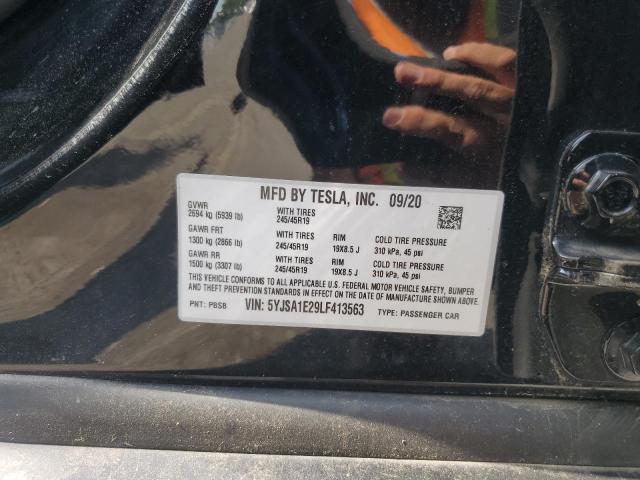 MFD BY TESLA, INC. 09/20
GVWR
2694 kg (5939 lb) WITH TIRES 245/45R19
GAWR FRT
1300 kg (2866 lb) WITH TIRES 245/45R19 RIM 19X8.5 J COLD TIRE PRESSURE 310 kPa, 45 psi
GAWR RR
1500 kg (3307 lb) WITH TIRES 245/45R19 RIM 19X8.5 J COLD TIRE PRESSURE 310 kPa, 45 psi
THIS VEHICLE CONFORMS TO ALL APPLICABLE U.S. FEDERAL MOTOR VEHICLE SAFETY, BUMPER
AND THEFT PREVENTION STANDARDS IN EFFECT ON THE DATE OF MANUFACTURE SHOWN ABOVE.
PNT: PBSB VIN: 5YJSA1E29LF413563 TYPE: PASSENGER CAR